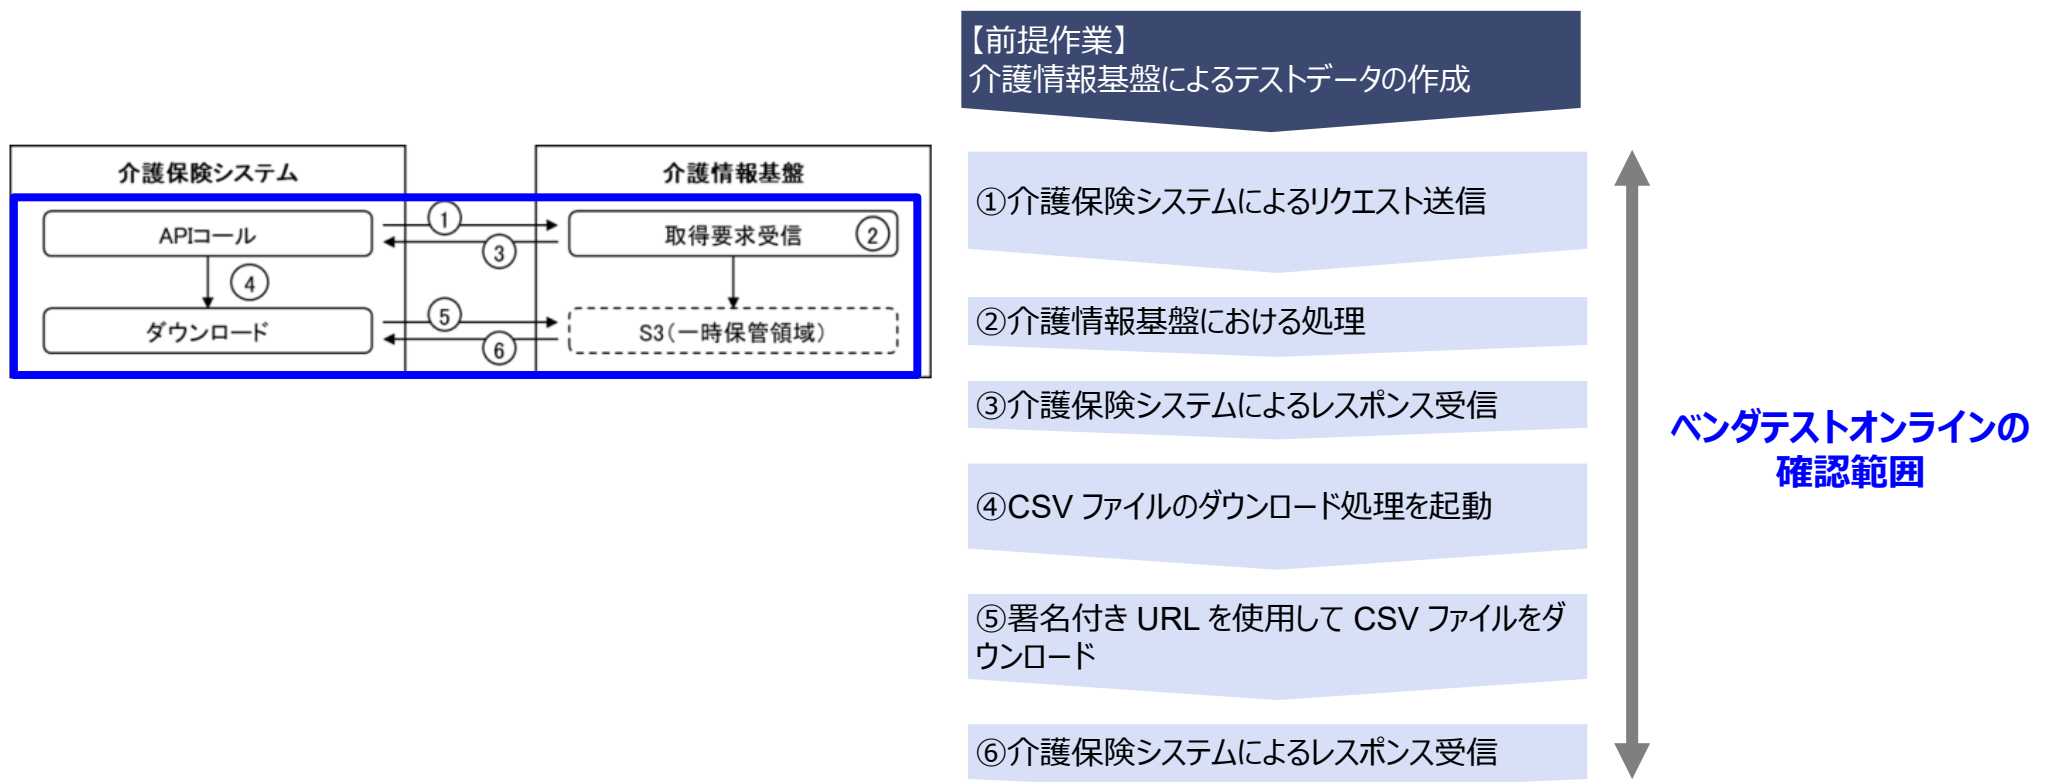 【前提作業】
介護情報基盤によるテストデータの作成
介護保険システム
介護情報基盤
APIコール
①
③
取得要求受信
②
④
ダウンロード
⑤
⑥
S3(一時保管領域)
①介護保険システムによるリクエスト送信
②介護情報基盤における処理
③介護保険システムによるレスポンス受信
④CSV ファイルのダウンロード処理を起動
⑤署名付き URL を使用して CSV ファイルをダ
ウンロード
⑥介護保険システムによるレスポンス受信
ベンダテストオンラインの
確認範囲